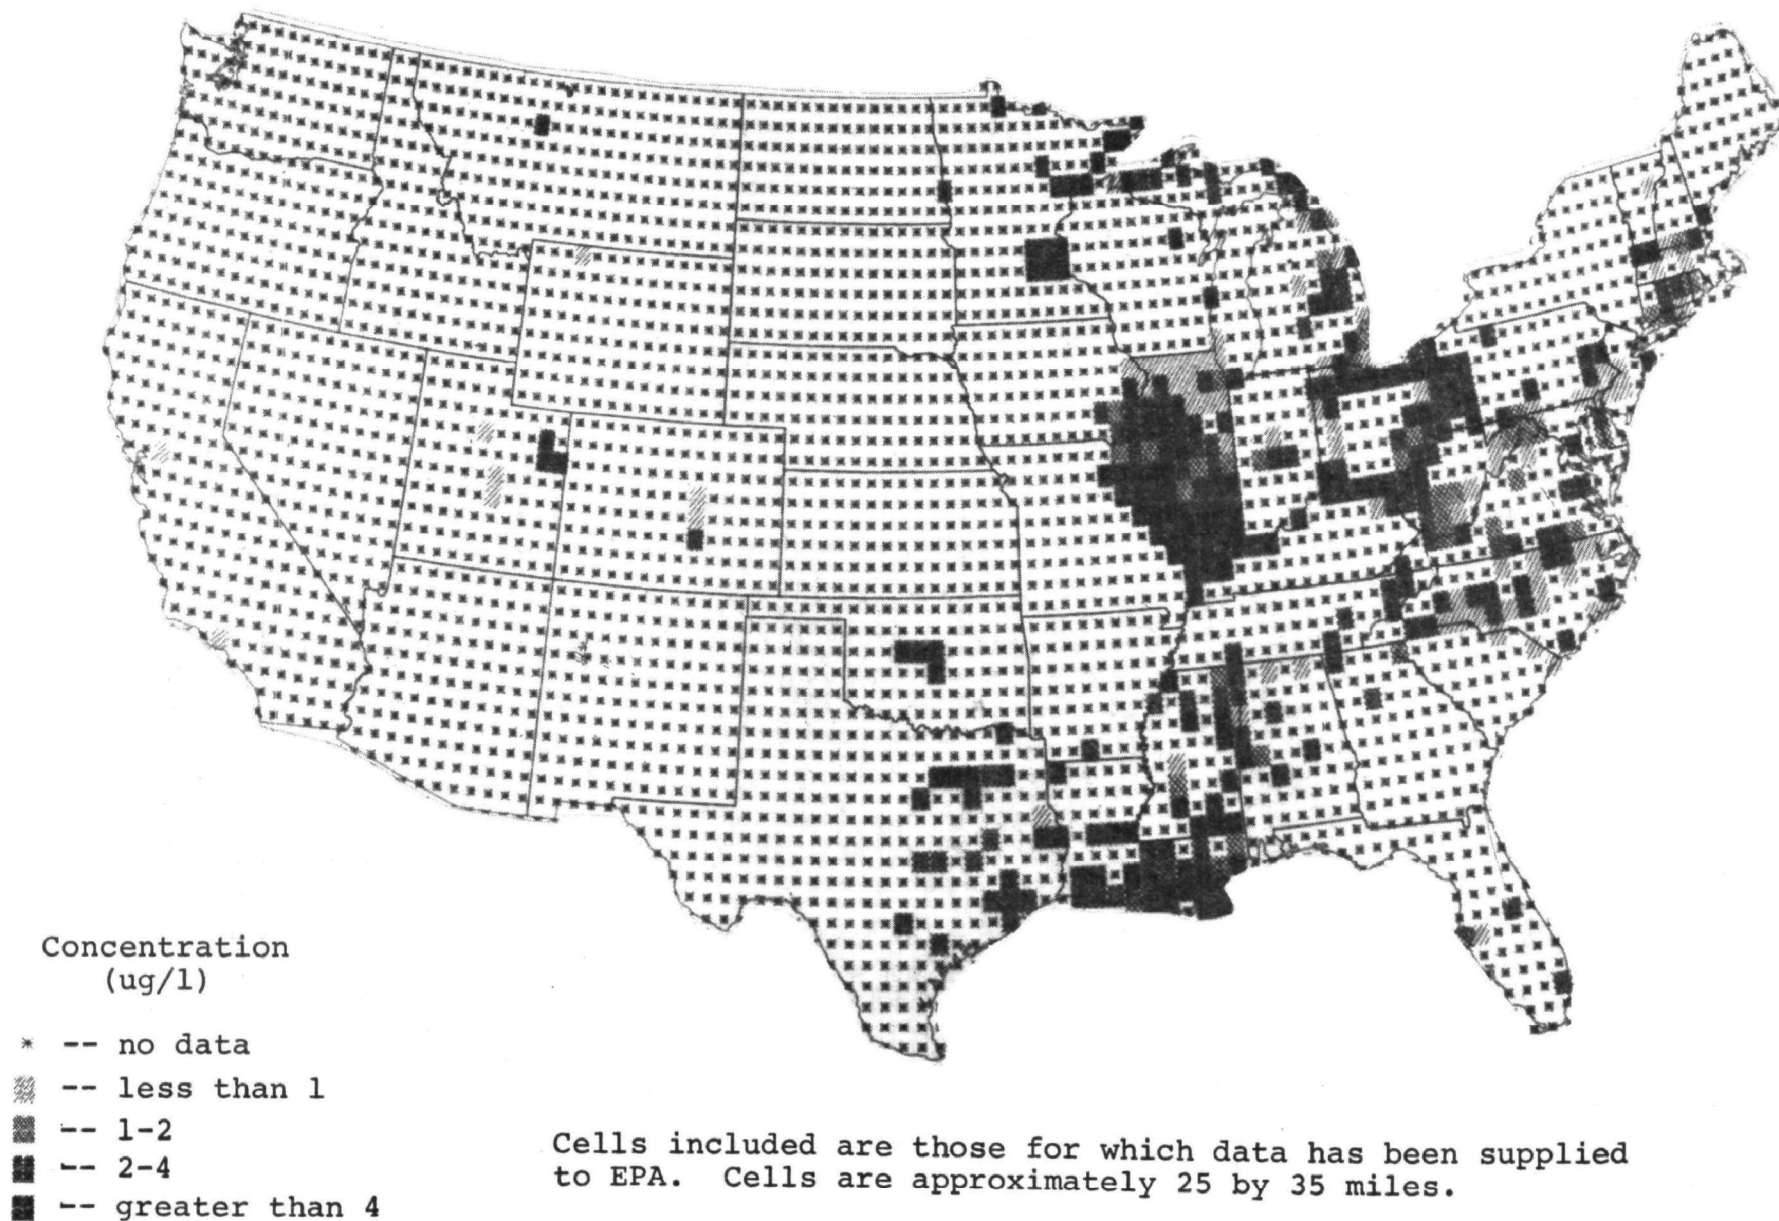 Concentration
(ug/l)
* -- no data
-- less than 1
-- 1-2
-- 2-4
-- greater than 4
Cells included are those for which data has been supplied
to EPA. Cells are approximately 25 by 35 miles.